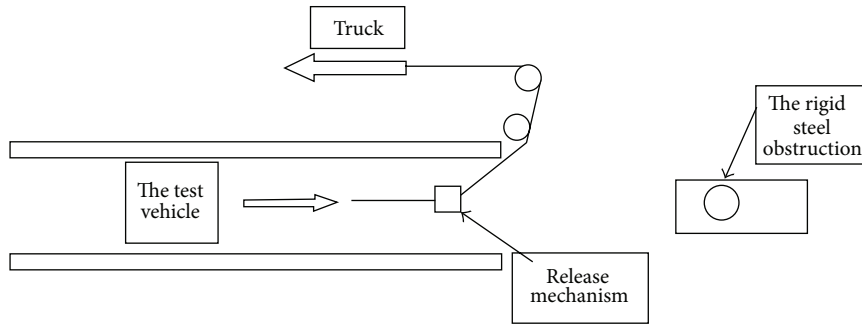 Truck
The rigid
steel
obstruction
The test
vehicle
Release
mechanism